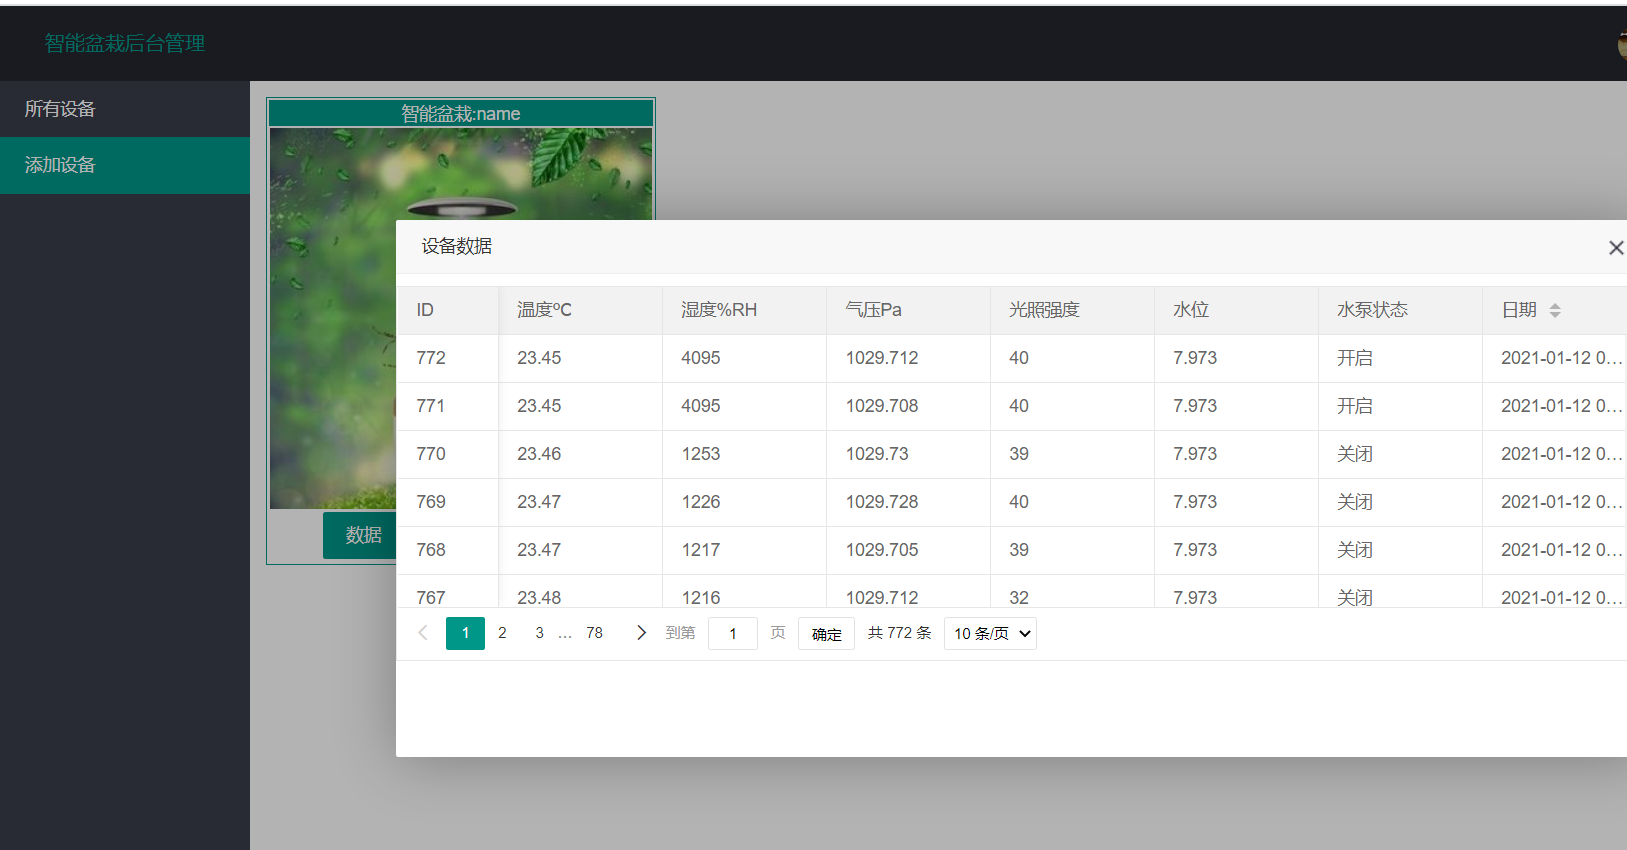 智能盆栽后台管理
所有设备
添加设备
智能盆栽:name
数据
设备数据
ID 温度ºC 湿度%RH 气压Pa 光照强度 水位 水泵状态 日期
772 23.45 4095 1029.712 40 7.973 开启 2021-01-12 0...
771 23.45 4095 1029.708 40 7.973 开启 2021-01-12 0...
770 23.46 1253 1029.73 39 7.973 关闭 2021-01-12 0...
769 23.47 1226 1029.728 40 7.973 关闭 2021-01-12 0...
768 23.47 1217 1029.705 39 7.973 关闭 2021-01-12 0...
767 23.48 1216 1029.712 32 7.973 关闭 2021-01-12 0...
1 2 3 … 78 到第 1 页 确定 共 772 条 10 条/页